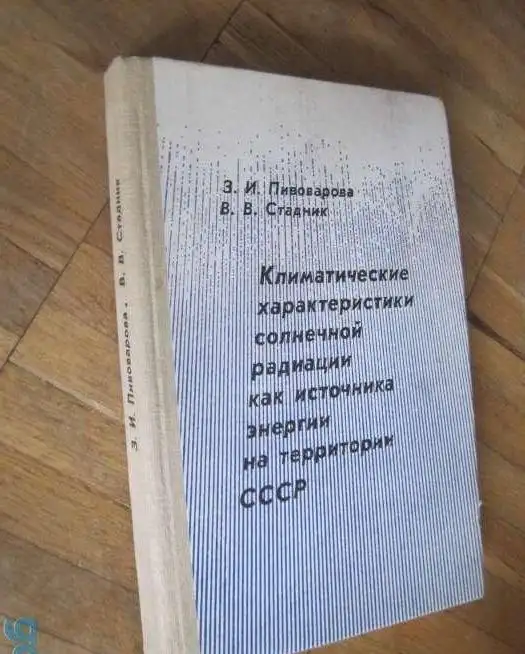 З. И. Пивоварова
В. В. Стадник
Климатические
характеристики
солнечной
радиации
как источника
энергии
на территории
СССР
З. И. Пивоварова, В. В. Стадник